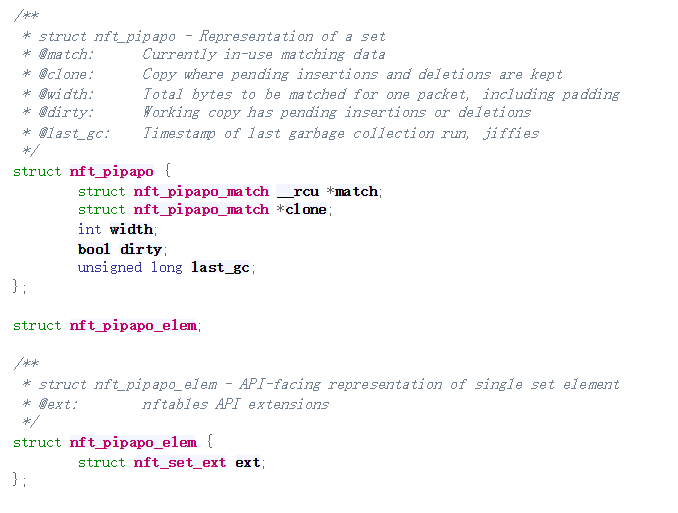 /**
 * struct nft_pipapo - Representation of a set
 * @match:	Currently in-use matching data
 * @clone:	Copy where pending insertions and deletions are kept
 * @width:	Total bytes to be matched for one packet, including padding
 * @dirty:	Working copy has pending insertions or deletions
 * @last_gc:	Timestamp of last garbage collection run, jiffies
 */
struct nft_pipapo {
	struct nft_pipapo_match __rcu *match;
	struct nft_pipapo_match *clone;
	int width;
	bool dirty;
	unsigned long last_gc;
};

struct nft_pipapo_elem;

/**
 * struct nft_pipapo_elem - API-facing representation of single set element
 * @ext:	nftables API extensions
 */
struct nft_pipapo_elem {
	struct nft_set_ext ext;
};